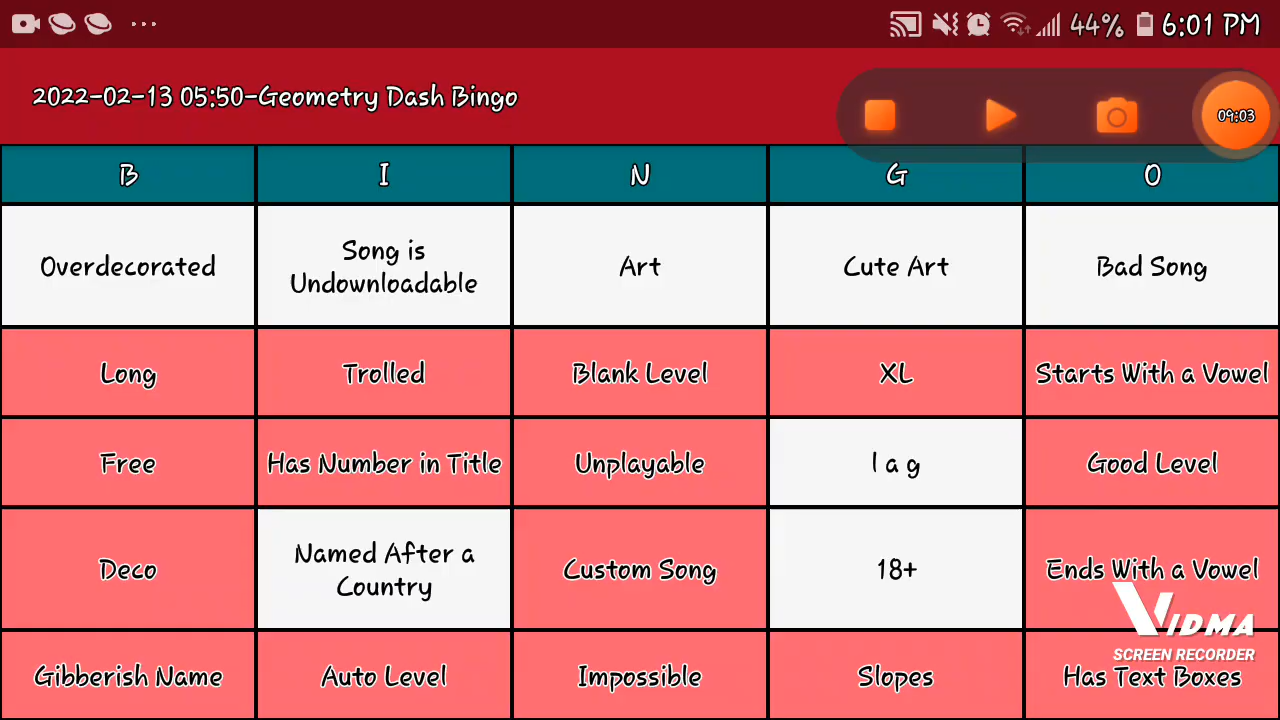 44% 6:01 PM
2022-02-13 05:50-Geometry Dash Bingo
09:03
B I N G O
Overdecorated
Song is
Undownloadable
Art
Cute Art
Bad Song
Long
Trolled
Blank Level
XL
Starts With a Vowel
Free
Has Number in Title
Unplayable
l a g
Good Level
Deco
Named After a
Country
Custom Song
18+
Ends With a Vowel
VIDMA
SCREEN RECORDER
Gibberish Name
Auto Level
Impossible
Slopes
Has Text Boxes